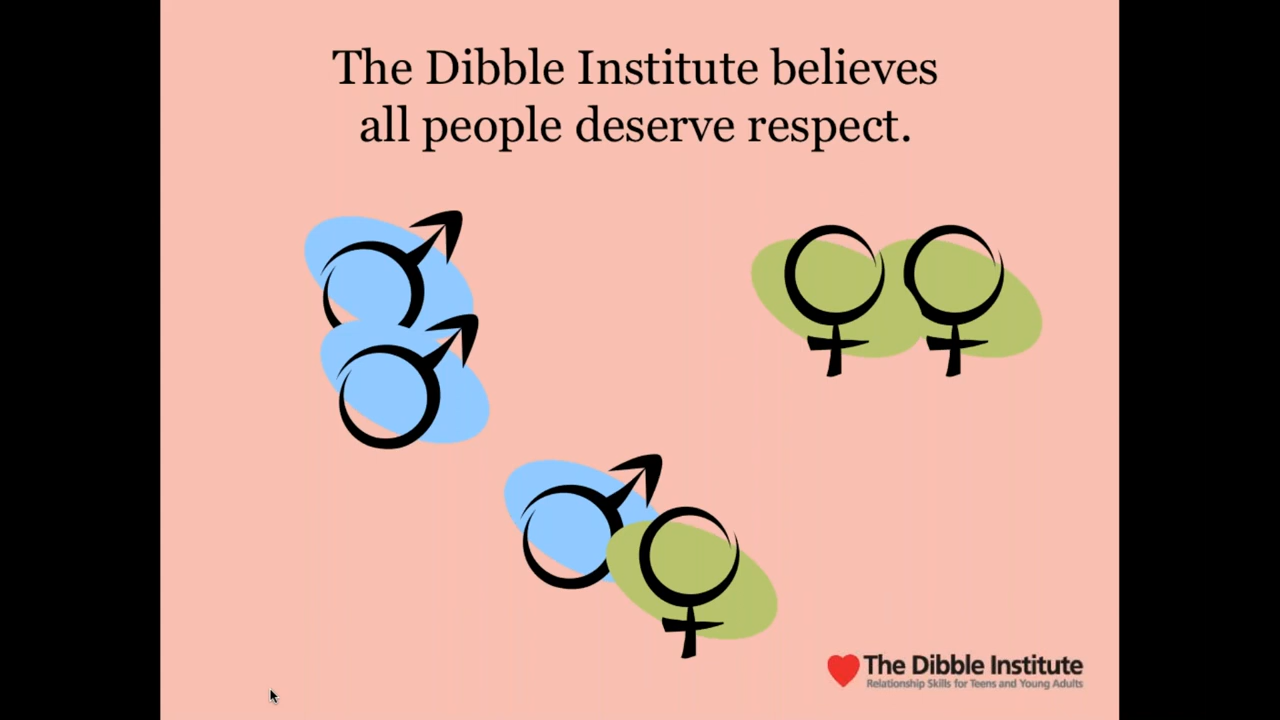 The Dibble Institute believes
all people deserve respect.
The Dibble Institute
Relationship Skills for Teens and Young Adults